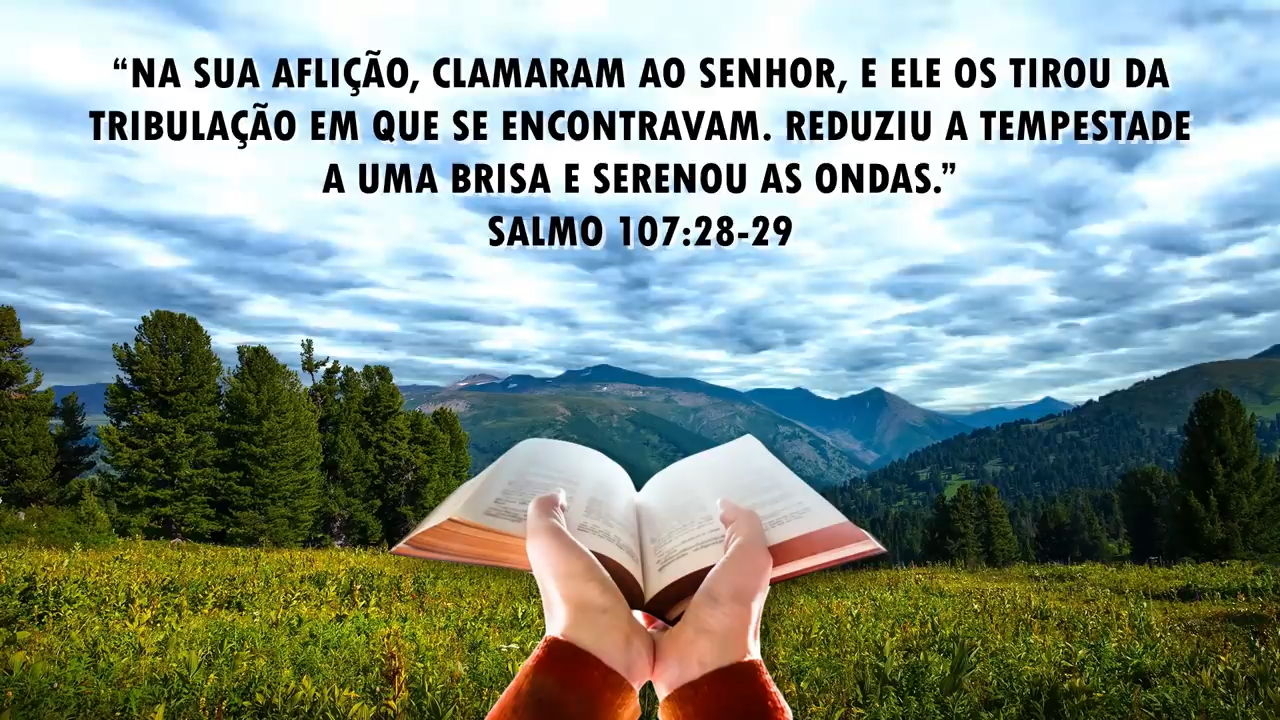 “NA SUA AFLIÇÃO, CLAMARAM AO SENHOR, E ELE OS TIROU DA
TRIBULAÇÃO EM QUE SE ENCONTRAVAM. REDUZIU A TEMPESTADE
A UMA BRISA E SERENOU AS ONDAS.”
SALMO 107:28-29